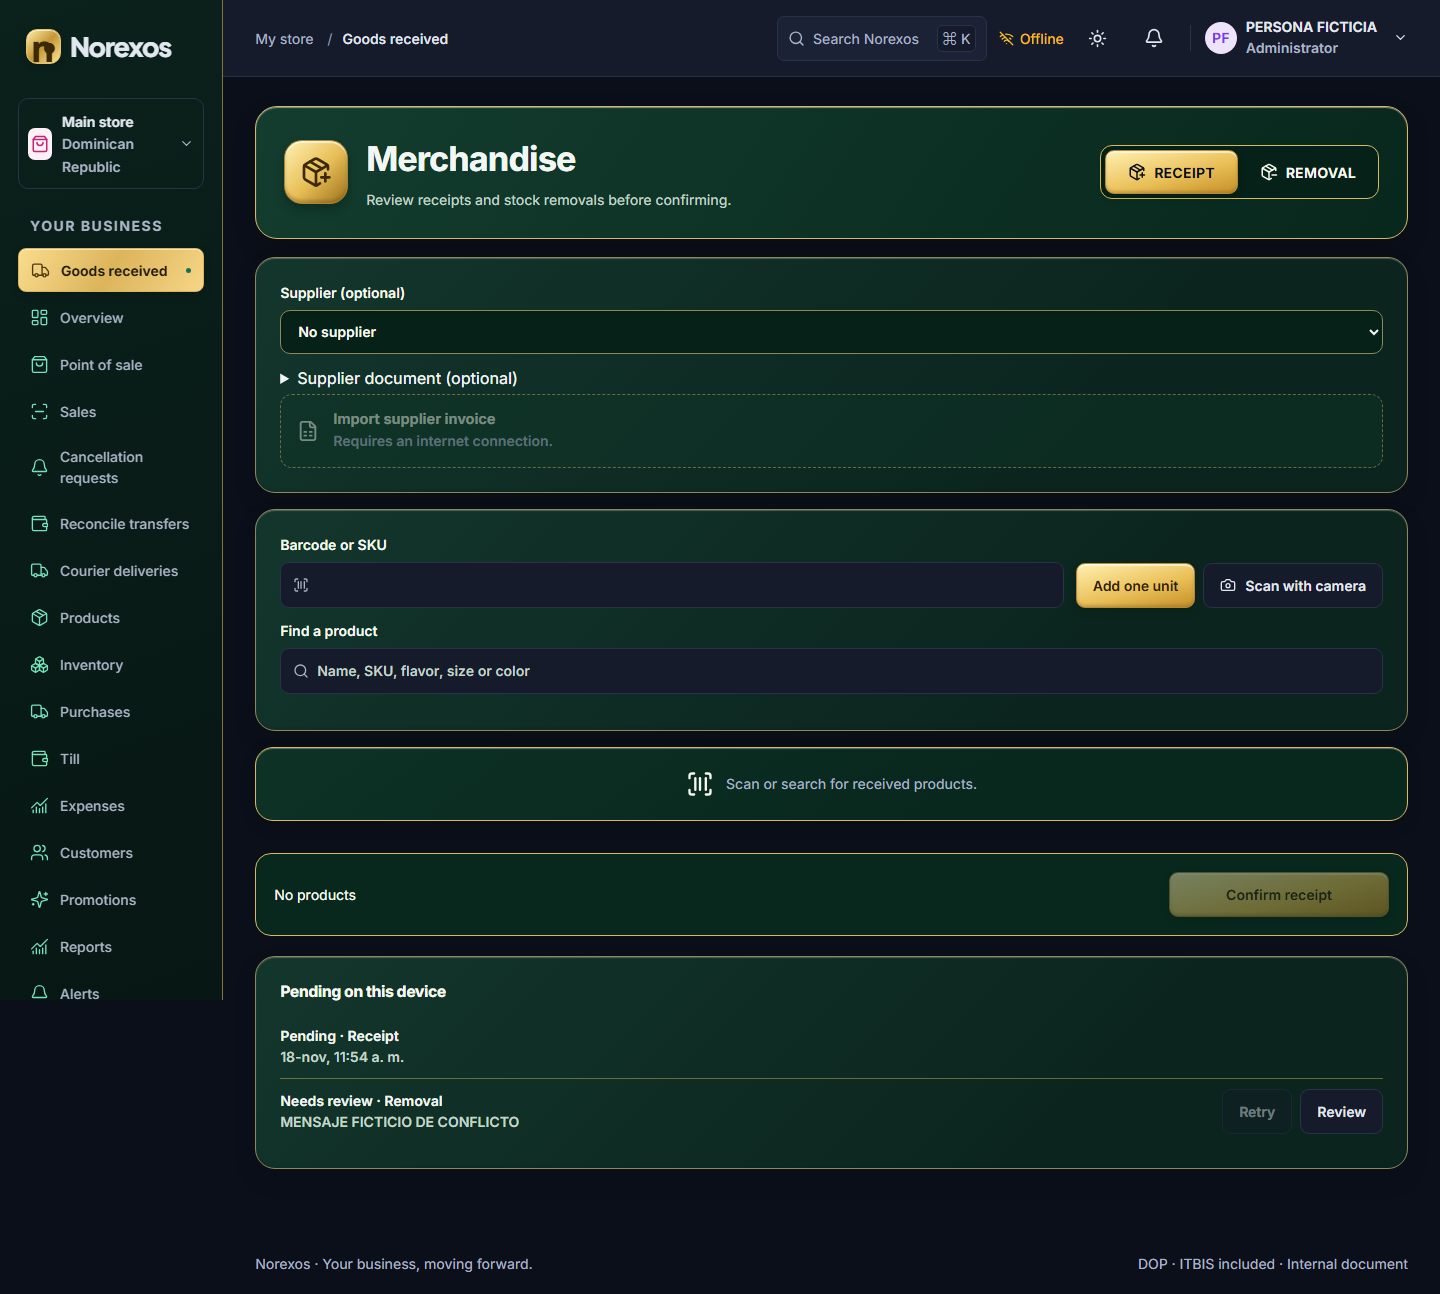 Norexos
Main store
Dominican
Republic
YOUR BUSINESS
Goods received
Overview
Point of sale
Sales
Cancellation
requests
Reconcile transfers
Courier deliveries
Products
Inventory
Purchases
Till
Expenses
Customers
Promotions
Reports
Alerts
My store / Goods received
Search Norexos ⌘ K
Offline
PF
PERSONA FICTICIA
Administrator
Merchandise
Review receipts and stock removals before confirming.
RECEIPT
REMOVAL
Supplier (optional)
No supplier
Supplier document (optional)
Import supplier invoice
Requires an internet connection.
Barcode or SKU
Add one unit
Scan with camera
Find a product
Name, SKU, flavor, size or color
Scan or search for received products.
No products
Confirm receipt
Pending on this device
Pending · Receipt
18-nov, 11:54 a. m.
Needs review · Removal
MENSAJE FICTICIO DE CONFLICTO
Retry
Review
Norexos · Your business, moving forward.
DOP · ITBIS included · Internal document